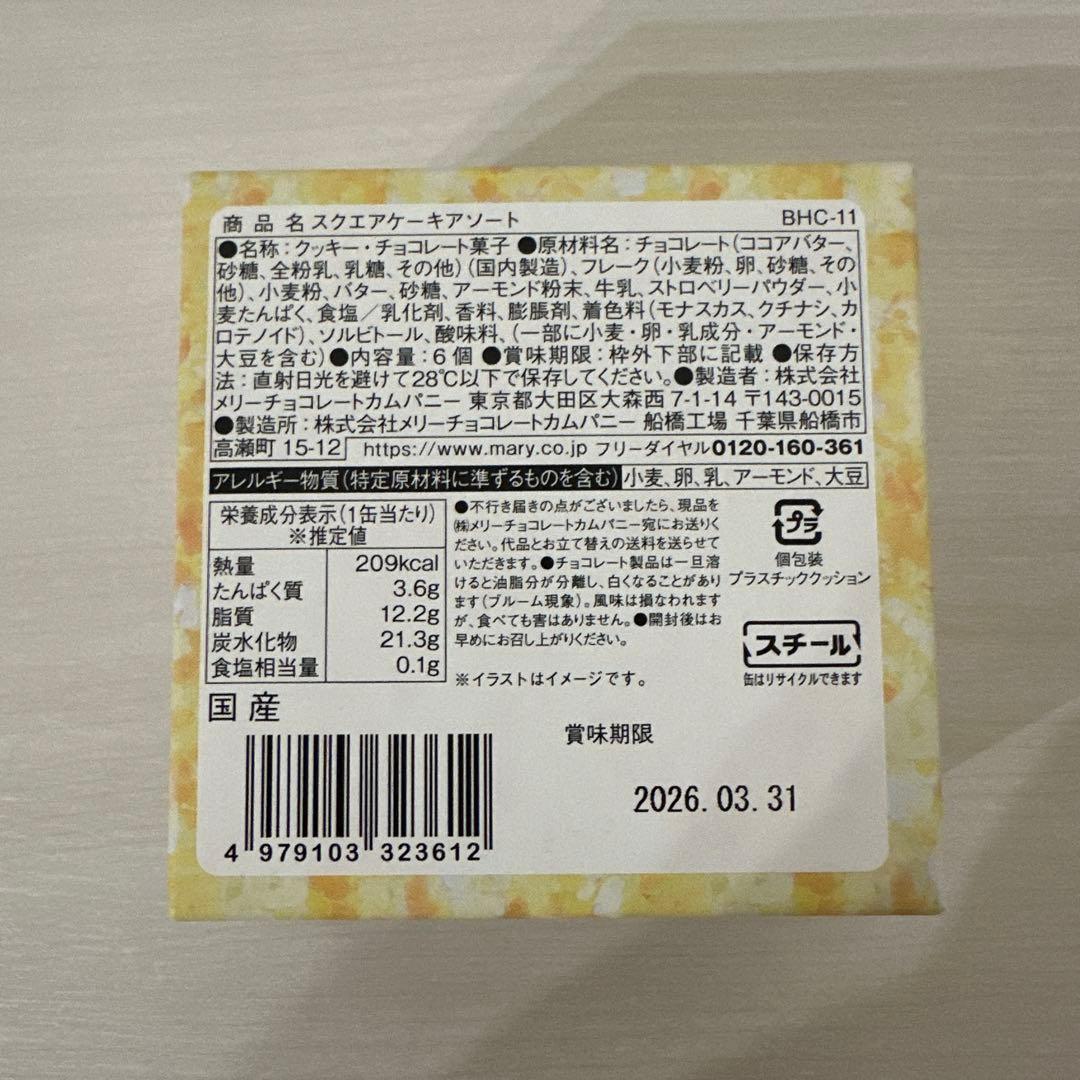 商品名 スクエアケーキアソート BHC-11
●名称：クッキー・チョコレート菓子 ●原材料名：チョコレート（ココアバター、
砂糖、全粉乳、乳糖、その他）（国内製造）、フレーク（小麦粉、卵、砂糖、その
他）、小麦粉、バター、砂糖、アーモンド粉末、牛乳、ストロベリーパウダー、小
麦たんぱく、食塩／乳化剤、香料、膨脹剤、着色料（モナスカス、クチナシ、カ
ロテノイド）、ソルビトール、酸味料、（一部に小麦・卵・乳成分・アーモンド・
大豆を含む）●内容量：6個 ●賞味期限：枠外下部に記載 ●保存方
法：直射日光を避けて28℃以下で保存してください。●製造者：株式会社
メリーチョコレートカムパニー 東京都大田区大森西7-1-14 〒143-0015
●製造所：株式会社メリーチョコレートカムパニー 船橋工場 千葉県船橋市
高瀬町 15-12 https://www.mary.co.jp フリーダイヤル0120-160-361
アレルギー物質（特定原材料に準ずるものを含む） 小麦、卵、乳、アーモンド、大豆
栄養成分表示（1缶当たり）
※推定値
熱量 209kcal
たんぱく質 3.6g
脂質 12.2g
炭水化物 21.3g
食塩相当量 0.1g
●不行き届きの点がございましたら、現品を
㈱メリーチョコレートカムパニー宛にお送りく
ださい。代品とお立て替えの送料を送らせて
いただきます。●チョコレート製品は一旦溶
けると油脂分が分離し、白くなることがあり
ます（ブルーム現象）。風味は損なわれます
が、食べても害はありません。●開封後はお
早めにお召し上がりください。
※イラストはイメージです。
プラ
個包装
プラスチッククッション
スチール
缶はリサイクルできます
国産
賞味期限
2026.03.31
4 979103 323612